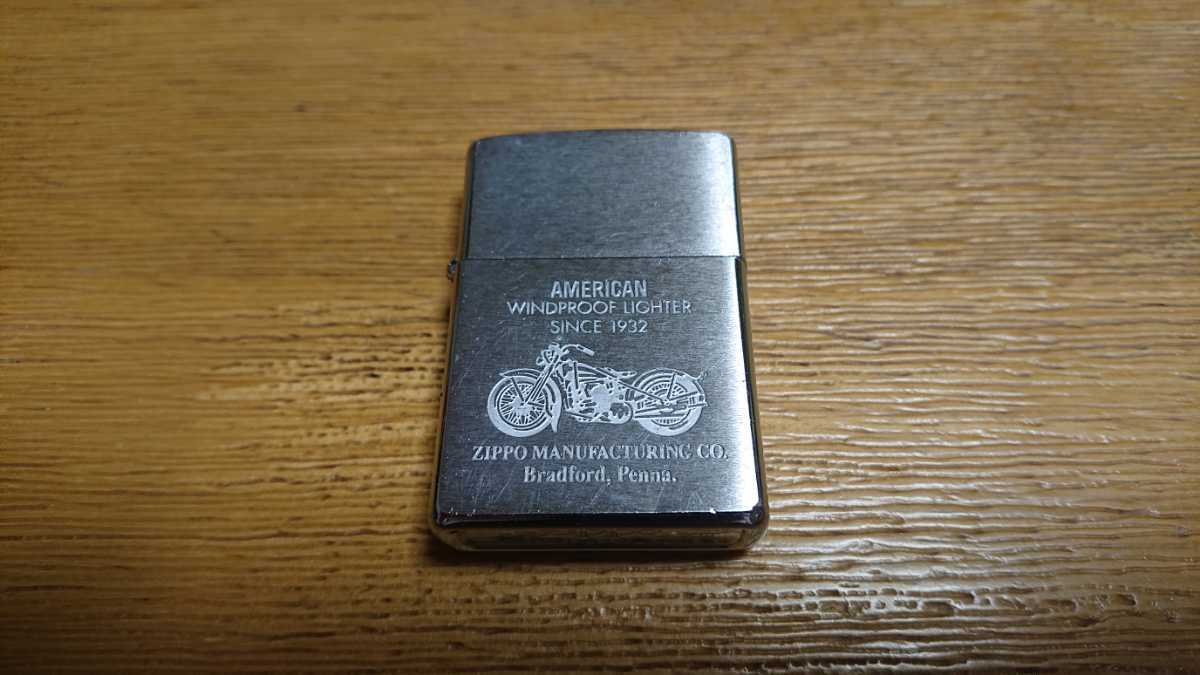 AMERICAN
WINDPROOF LIGHTER
SINCE 1932
ZIPPO MANUFACTURING CO.
Bradford, Penna.